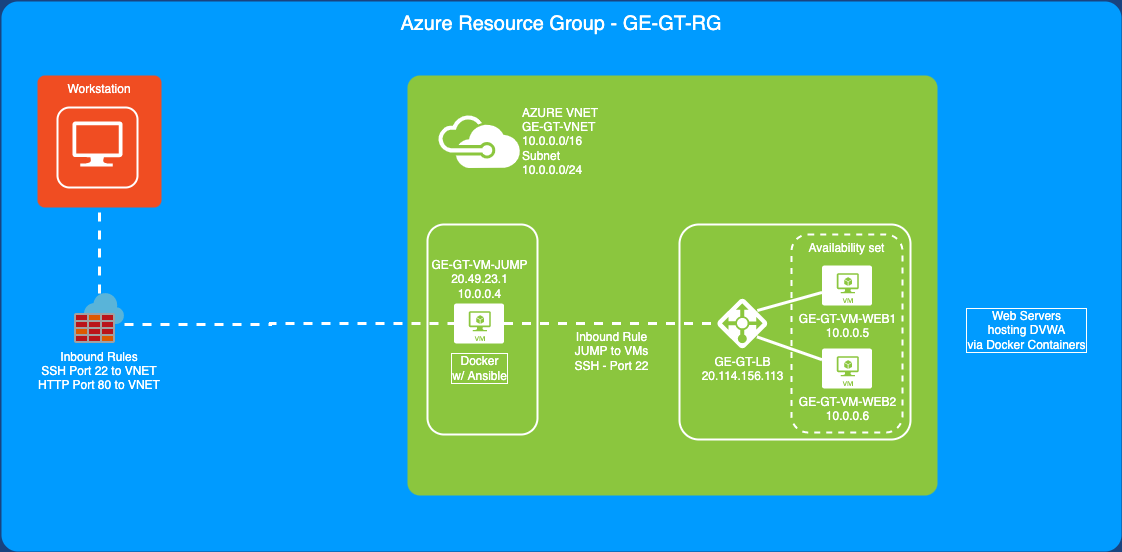 Azure Resource Group - GE-GT-RG
Workstation
AZURE VNET
GE-GT-VNET
10.0.0.0/16
Subnet
10.0.0.0/24
GE-GT-VM-JUMP
20.49.23.1
10.0.0.4
VM
Docker
w/ Ansible
Inbound Rules
SSH Port 22 to VNET
HTTP Port 80 to VNET
Inbound Rule
JUMP to VMs
SSH - Port 22
GE-GT-LB
20.114.156.113
Availability set
VM
GE-GT-VM-WEB1
10.0.0.5
VM
GE-GT-VM-WEB2
10.0.0.6
Web Servers
hosting DVWA
via Docker Containers